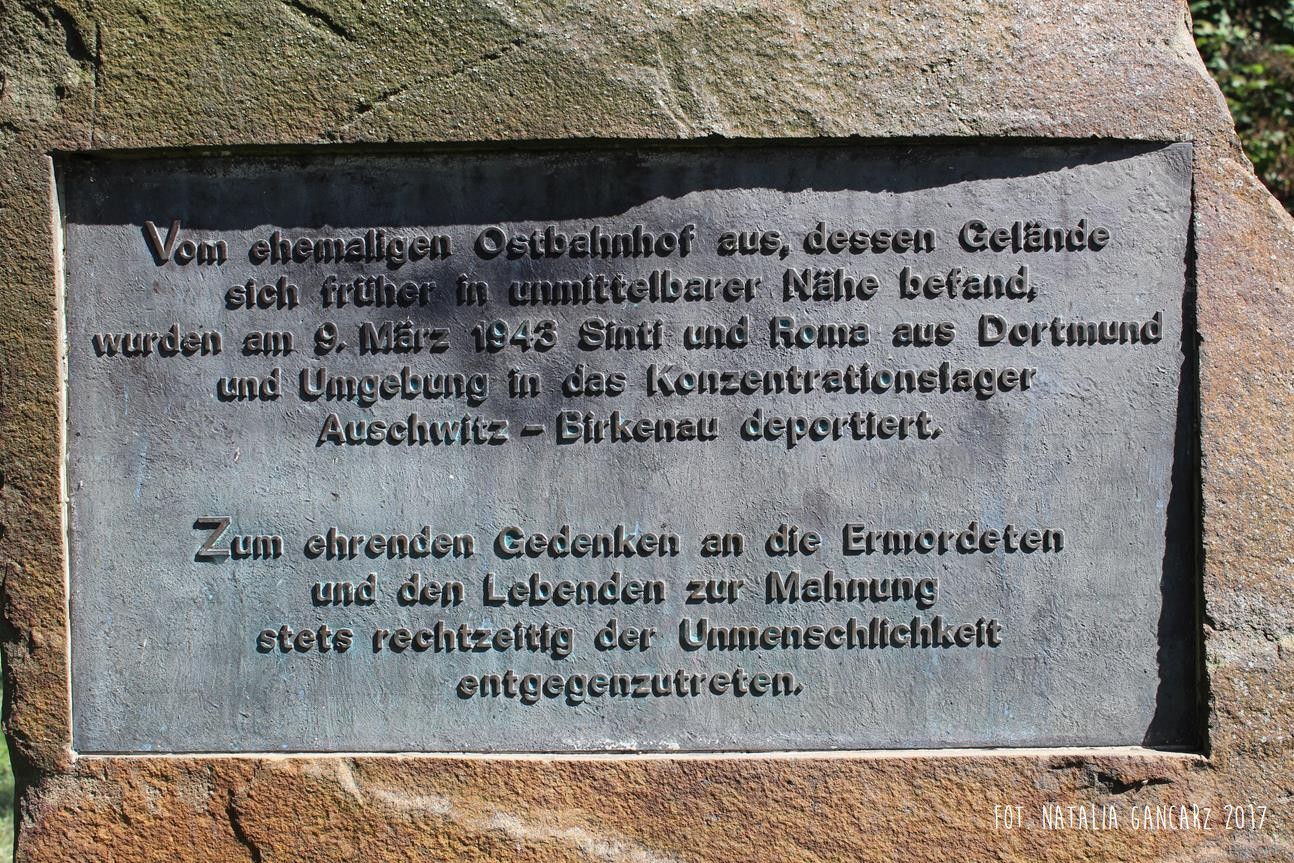 Vom ehemaligen Ostbahnhof aus, dessen Gelände
sich früher in unmittelbarer Nähe befand,
wurden am 9. März 1943 Sinti und Roma aus Dortmund
und Umgebung in das Konzentrationslager
Auschwitz – Birkenau deportiert.
Zum ehrenden Gedenken an die Ermordeten
und den Lebenden zur Mahnung
stets rechtzeitig der Unmenschlichkeit
entgegenzutreten.
FOT. NATALIA GANCARZ 2017